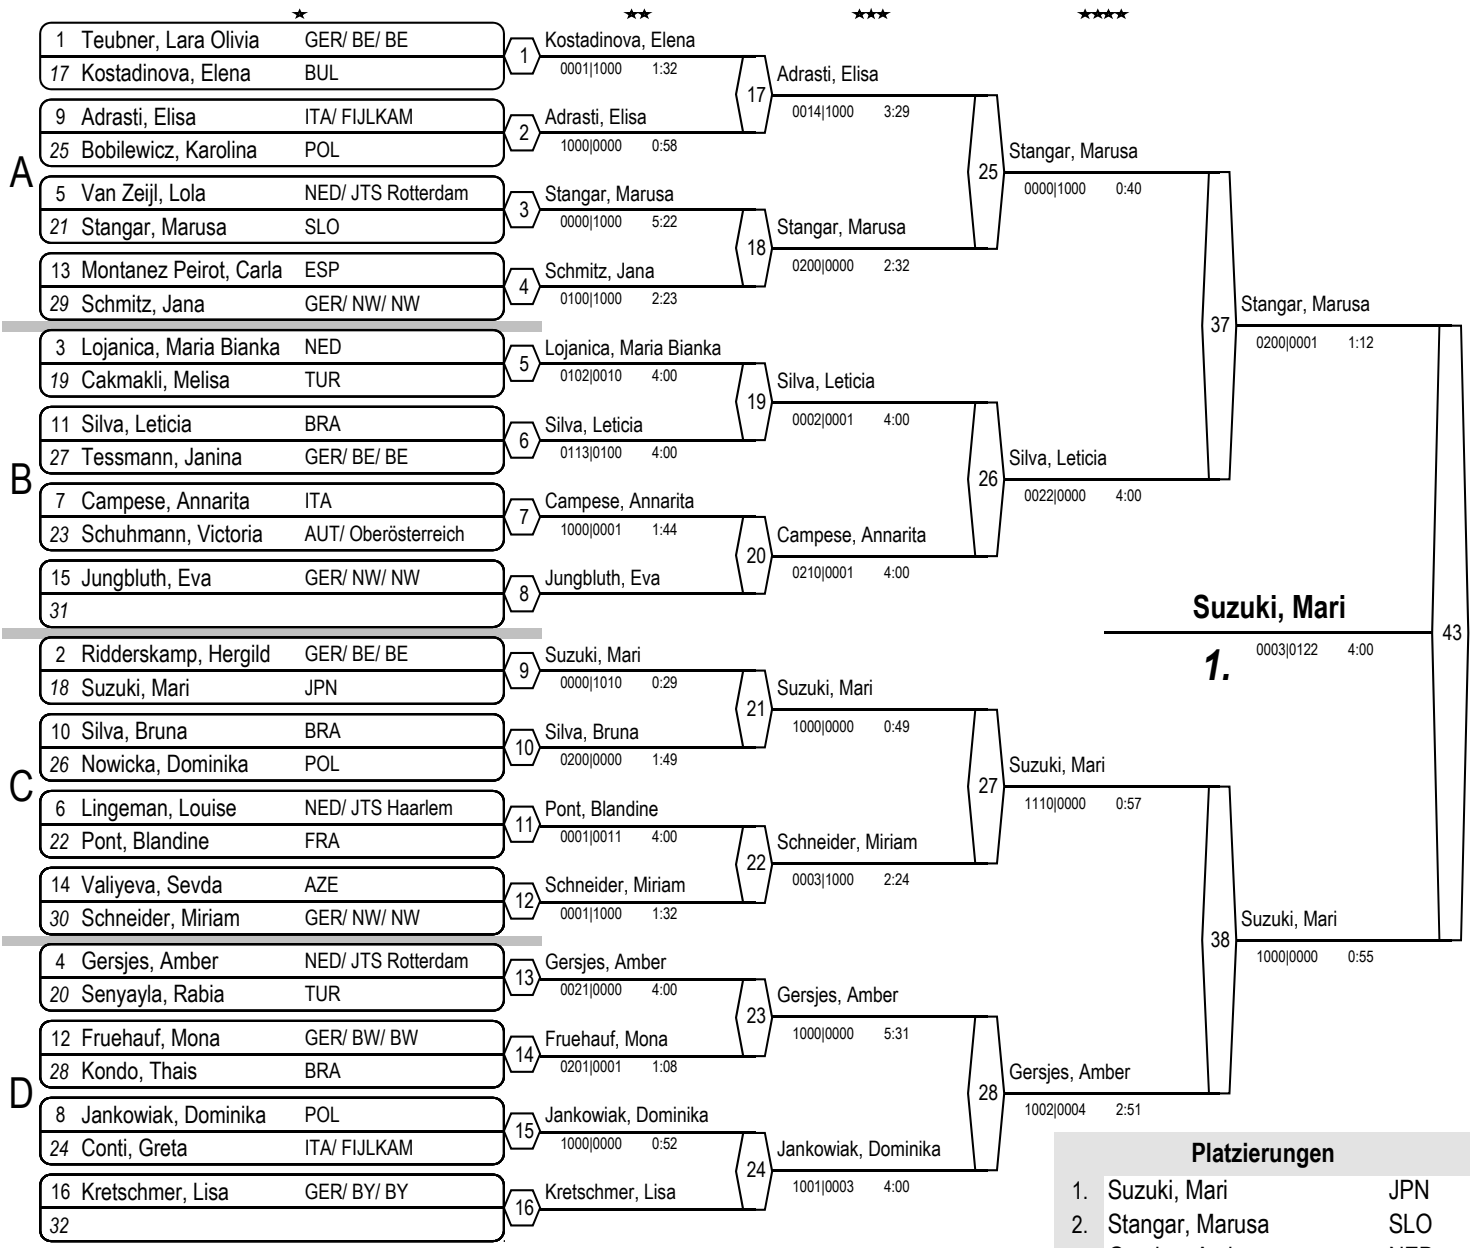 ★ ★★ ★★★ ★★★★
1 Teubner, Lara Olivia GER/ BE/ BE
17 Kostadinova, Elena BUL
1 Kostadinova, Elena
0001|1000 1:32
9 Adrasti, Elisa ITA/ FIJLKAM
25 Bobilewicz, Karolina POL
2 Adrasti, Elisa
1000|0000 0:58
17 Adrasti, Elisa
0014|1000 3:29
A
5 Van Zeijl, Lola NED/ JTS Rotterdam
21 Stangar, Marusa SLO
3 Stangar, Marusa
0000|1000 5:22
13 Montanez Peirot, Carla ESP
29 Schmitz, Jana GER/ NW/ NW
4 Schmitz, Jana
0100|1000 2:23
18 Stangar, Marusa
0200|0000 2:32
25 Stangar, Marusa
0000|1000 0:40
3 Lojanica, Maria Bianka NED
19 Cakmakli, Melisa TUR
5 Lojanica, Maria Bianka
0102|0010 4:00
11 Silva, Leticia BRA
27 Tessmann, Janina GER/ BE/ BE
6 Silva, Leticia
0113|0100 4:00
19 Silva, Leticia
0002|0001 4:00
B
7 Campese, Annarita ITA
23 Schuhmann, Victoria AUT/ Oberösterreich
7 Campese, Annarita
1000|0001 1:44
15 Jungbluth, Eva GER/ NW/ NW
31
8 Jungbluth, Eva
20 Campese, Annarita
0210|0001 4:00
26 Silva, Leticia
0022|0000 4:00
37 Stangar, Marusa
0200|0001 1:12
2 Ridderskamp, Hergild GER/ BE/ BE
18 Suzuki, Mari JPN
9 Suzuki, Mari
0000|1010 0:29
10 Silva, Bruna BRA
26 Nowicka, Dominika POL
10 Silva, Bruna
0200|0000 1:49
21 Suzuki, Mari
1000|0000 0:49
C
6 Lingeman, Louise NED/ JTS Haarlem
22 Pont, Blandine FRA
11 Pont, Blandine
0001|0011 4:00
14 Valiyeva, Sevda AZE
30 Schneider, Miriam GER/ NW/ NW
12 Schneider, Miriam
0001|1000 1:32
22 Schneider, Miriam
0003|1000 2:24
27 Suzuki, Mari
1110|0000 0:57
4 Gersjes, Amber NED/ JTS Rotterdam
20 Senyayla, Rabia TUR
13 Gersjes, Amber
0021|0000 4:00
12 Fruehauf, Mona GER/ BW/ BW
28 Kondo, Thais BRA
14 Fruehauf, Mona
0201|0001 1:08
23 Gersjes, Amber
1000|0000 5:31
D
8 Jankowiak, Dominika POL
24 Conti, Greta ITA/ FIJLKAM
15 Jankowiak, Dominika
1000|0000 0:52
16 Kretschmer, Lisa GER/ BY/ BY
32
16 Kretschmer, Lisa
24 Jankowiak, Dominika
1001|0003 4:00
28 Gersjes, Amber
1002|0004 2:51
38 Suzuki, Mari
1000|0000 0:55
Suzuki, Mari
43
1. 0003|0122 4:00
Platzierungen
1. Suzuki, Mari JPN
2. Stangar, Marusa SLO